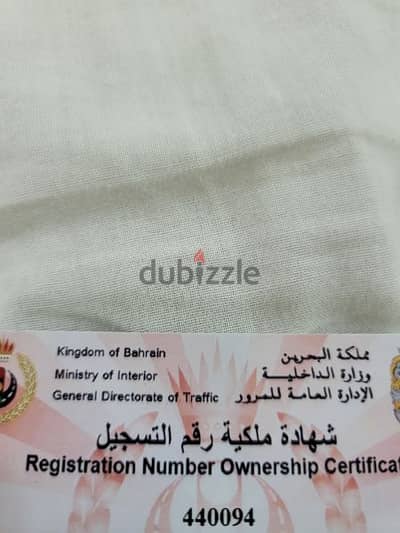 dubizzle
Kingdom of Bahrain
مملكة البحرين
Ministry of Interior
وزارة الداخلية
General Directorate of Traffic
الإدارة العامة للمرور
شهادة ملكية رقم التسجيل
Registration Number Ownership Certificat
440094